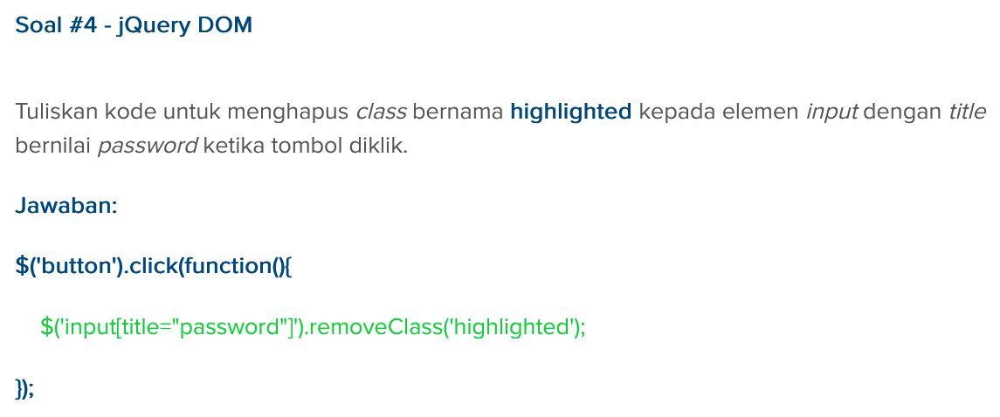 Soal #4 - jQuery DOM
Tuliskan kode untuk menghapus class bernama highlighted kepada elemen input dengan title
bernilai password ketika tombol diklik.
Jawaban:
$('button').click(function(){
$('input[title="password"]').removeClass('highlighted');
});